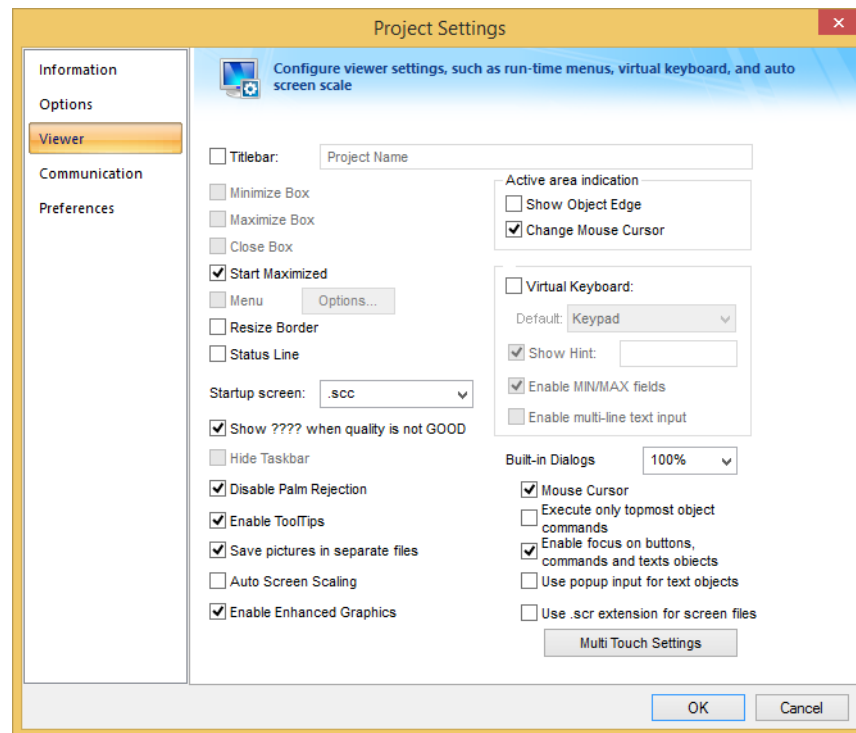 Project Settings
Information
Options
Viewer
Communication
Preferences
Configure viewer settings, such as run-time menus, virtual keyboard, and auto
screen scale
Titlebar: Project Name
Minimize Box
Maximize Box
Close Box
Start Maximized
Menu Options...
Resize Border
Status Line
Startup screen: .scc
Show ???? when quality is not GOOD
Hide Taskbar
Disable Palm Rejection
Enable ToolTips
Save pictures in separate files
Auto Screen Scaling
Enable Enhanced Graphics
Active area indication
Show Object Edge
Change Mouse Cursor
Virtual Keyboard:
Default: Keypad
Show Hint:
Enable MIN/MAX fields
Enable multi-line text input
Built-in Dialogs 100%
Mouse Cursor
Execute only topmost object
commands
Enable focus on buttons,
commands and texts objects
Use popup input for text objects
Use .scr extension for screen files
Multi Touch Settings
OK Cancel